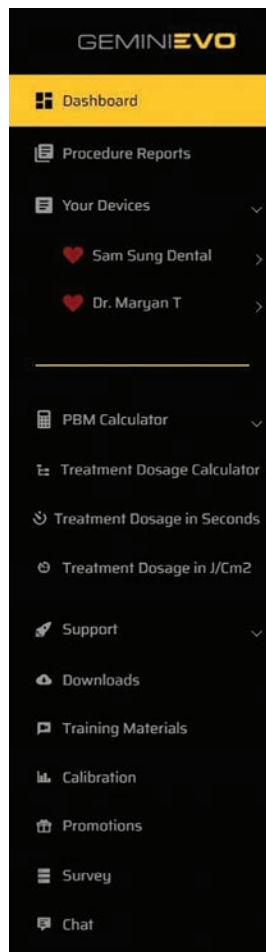 GEMINIEVO
Dashboard
Procedure Reports
Your Devices
Sam Sung Dental
Dr. Maryan T
PBM Calculator
Treatment Dosage Calculator
Treatment Dosage in Seconds
Treatment Dosage in J/Cm2
Support
Downloads
Training Materials
Calibration
Promotions
Survey
Chat